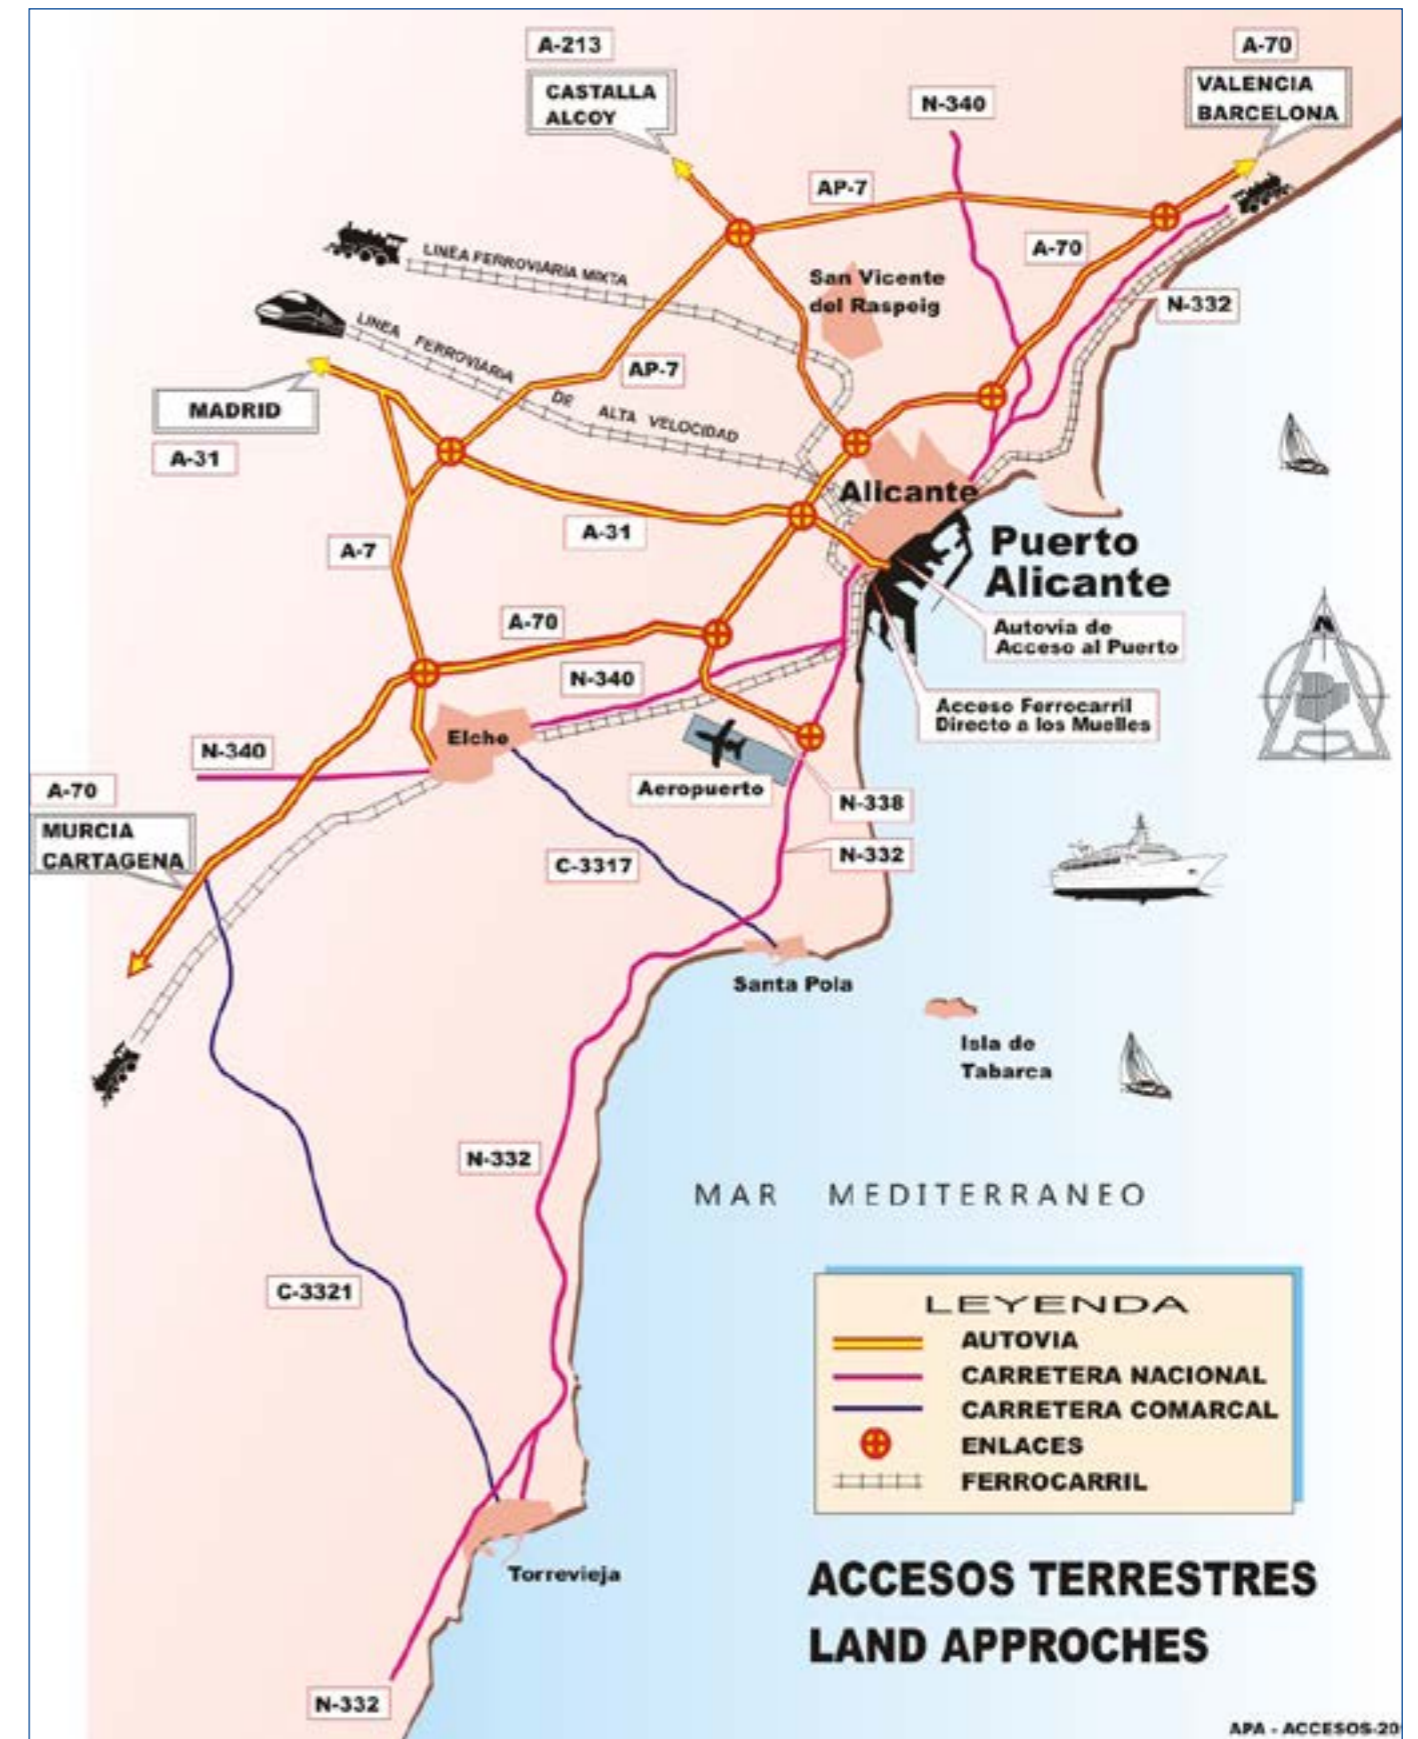 A-213
CASTALLA
ALCOY
A-70
VALENCIA
BARCELONA
N-340
AP-7
A-70
LINEA FERROVIARIA MIXTA
San Vicente
del Raspeig
N-332
LINEA FERROVIARIA DE ALTA VELOCIDAD
AP-7
MADRID
A-31
Alicante
A-31
A-7
Puerto
Alicante
A-70
Autovia de
Acceso al Puerto
N
N-340
Acceso Ferrocarril
Directo a los Muelles
Elche
N-340
A-70
Aeropuerto
N-338
MURCIA
CARTAGENA
C-3317
N-332
Santa Pola
Isla de
Tabarca
N-332
MAR MEDITERRANEO
C-3321
LEYENDA
AUTOVIA
CARRETERA NACIONAL
CARRETERA COMARCAL
ENLACES
FERROCARRIL
Torrevieja
ACCESOS TERRESTRES
LAND APPROCHES
N-332
APA - ACCESOS-20